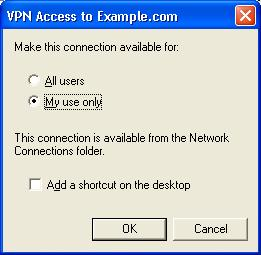 VPN Access to Example.com
Make this connection available for:
All users
My use only
This connection is available from the Network
Connections folder.
Add a shortcut on the desktop
OK
Cancel